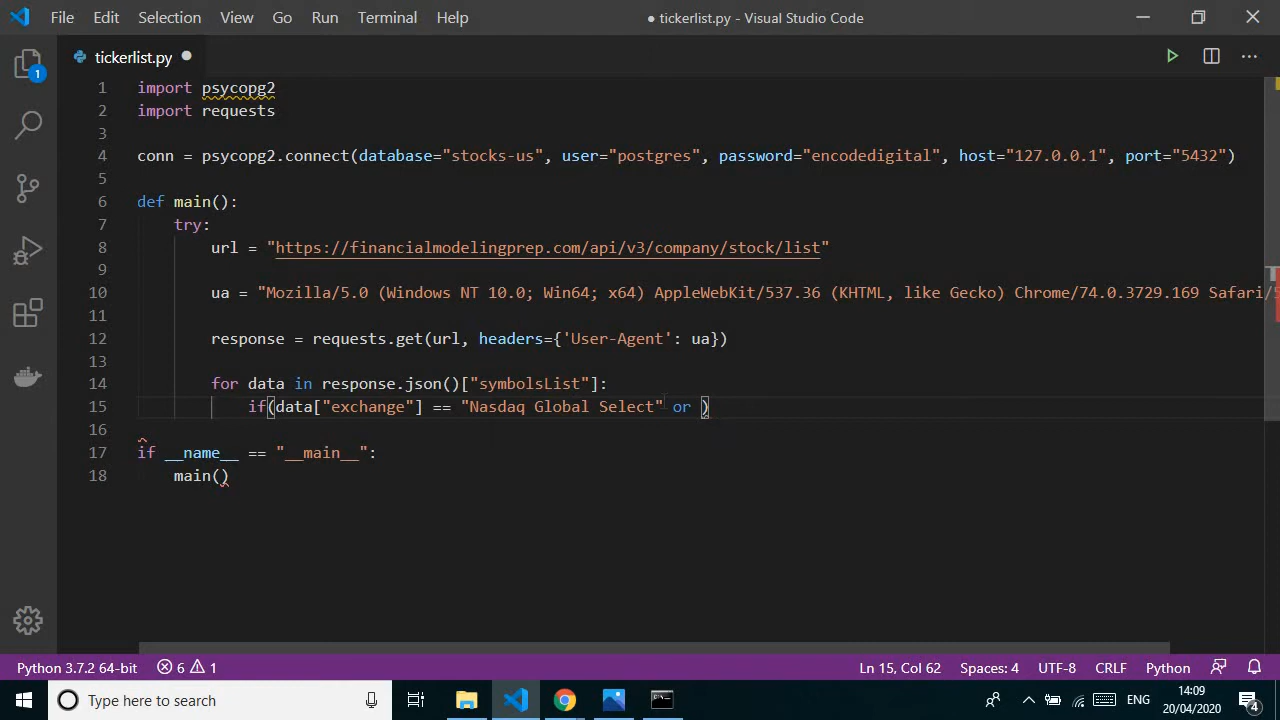 File Edit Selection View Go Run Terminal Help
● tickerlist.py - Visual Studio Code
tickerlist.py
1 import psycopg2
2 import requests
3
4 conn = psycopg2.connect(database="stocks-us", user="postgres", password="encodedigital", host="127.0.0.1", port="5432")
5
6 def main():
7 try:
8 url = "https://financialmodelingprep.com/api/v3/company/stock/list"
9
10 ua = "Mozilla/5.0 (Windows NT 10.0; Win64; x64) AppleWebKit/537.36 (KHTML, like Gecko) Chrome/74.0.3729.169 Safari/
11
12 response = requests.get(url, headers={'User-Agent': ua})
13
14 for data in response.json()["symbolsList"]:
15 if(data["exchange"] == "Nasdaq Global Select" or )
16
17 if __name__ == "__main__":
18 main()
1
Python 3.7.2 64-bit 6 1 Ln 15, Col 62 Spaces: 4 UTF-8 CRLF Python
Type here to search
ENG
14:09
20/04/2020
4